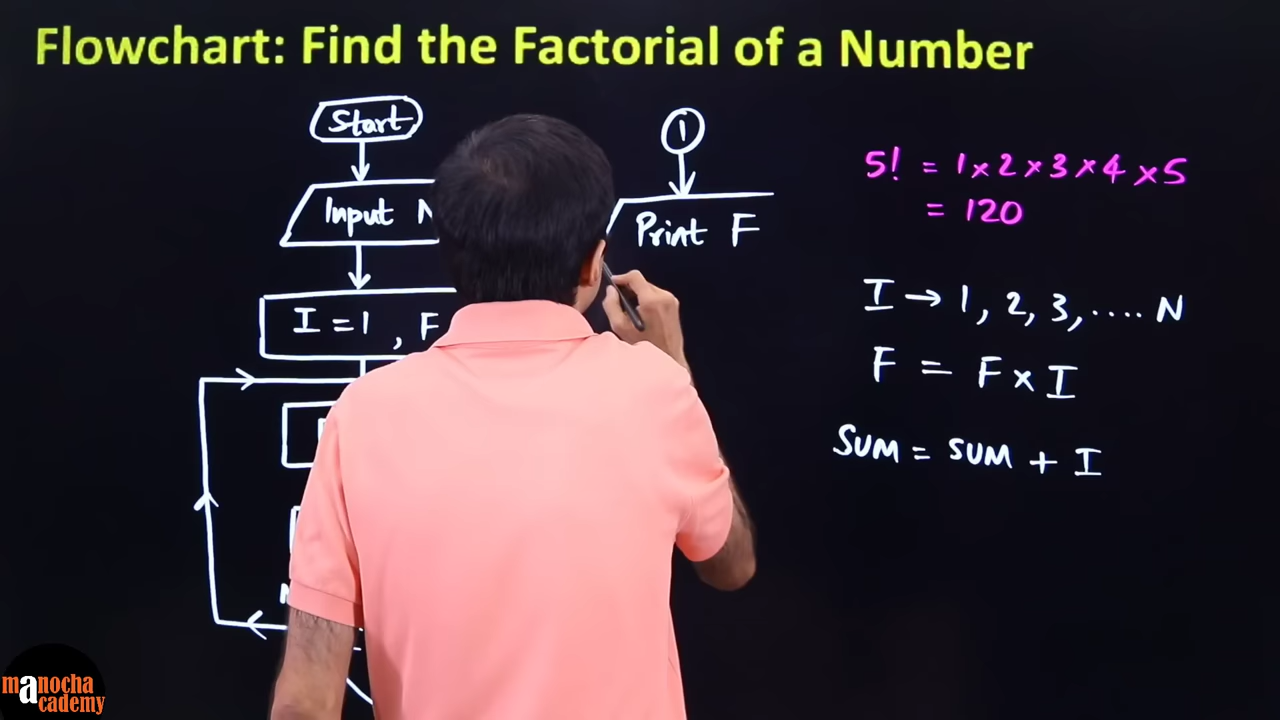 Flowchart: Find the Factorial of a Number
Start
Input N
I = 1 , F
1
Print F
5! = 1 x 2 x 3 x 4 x 5
= 120
I → 1, 2, 3, .... N
F = F x I
SUM = SUM + I
manocha
academy